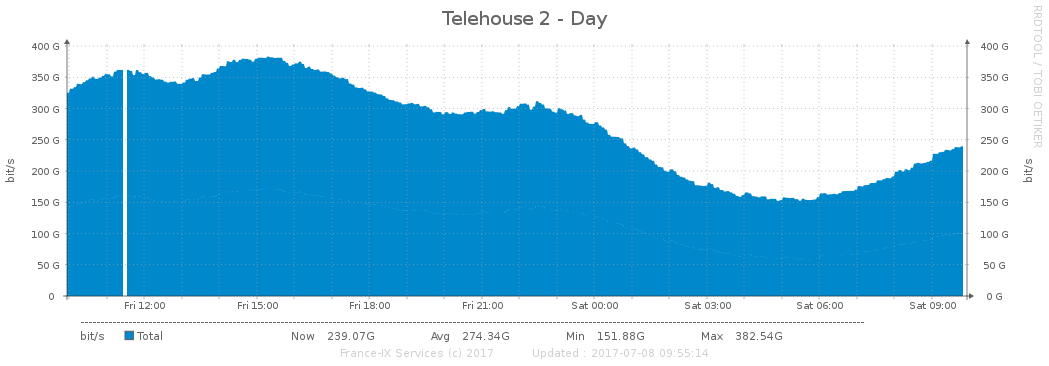 Telehouse 2 - Day
RRDTOOL / TOBI OETIKER
400 G 400 G
350 G 350 G
300 G 300 G
250 G 250 G
200 G 200 G
150 G 150 G
100 G 100 G
50 G 50 G
0 0 G
bit/s bit/s
Fri 12:00 Fri 15:00 Fri 18:00 Fri 21:00 Sat 00:00 Sat 03:00 Sat 06:00 Sat 09:00
bit/s Total Now 239.07G Avg 274.34G Min 151.88G Max 382.54G
France-IX Services (c) 2017 Updated : 2017-07-08 09:55:14